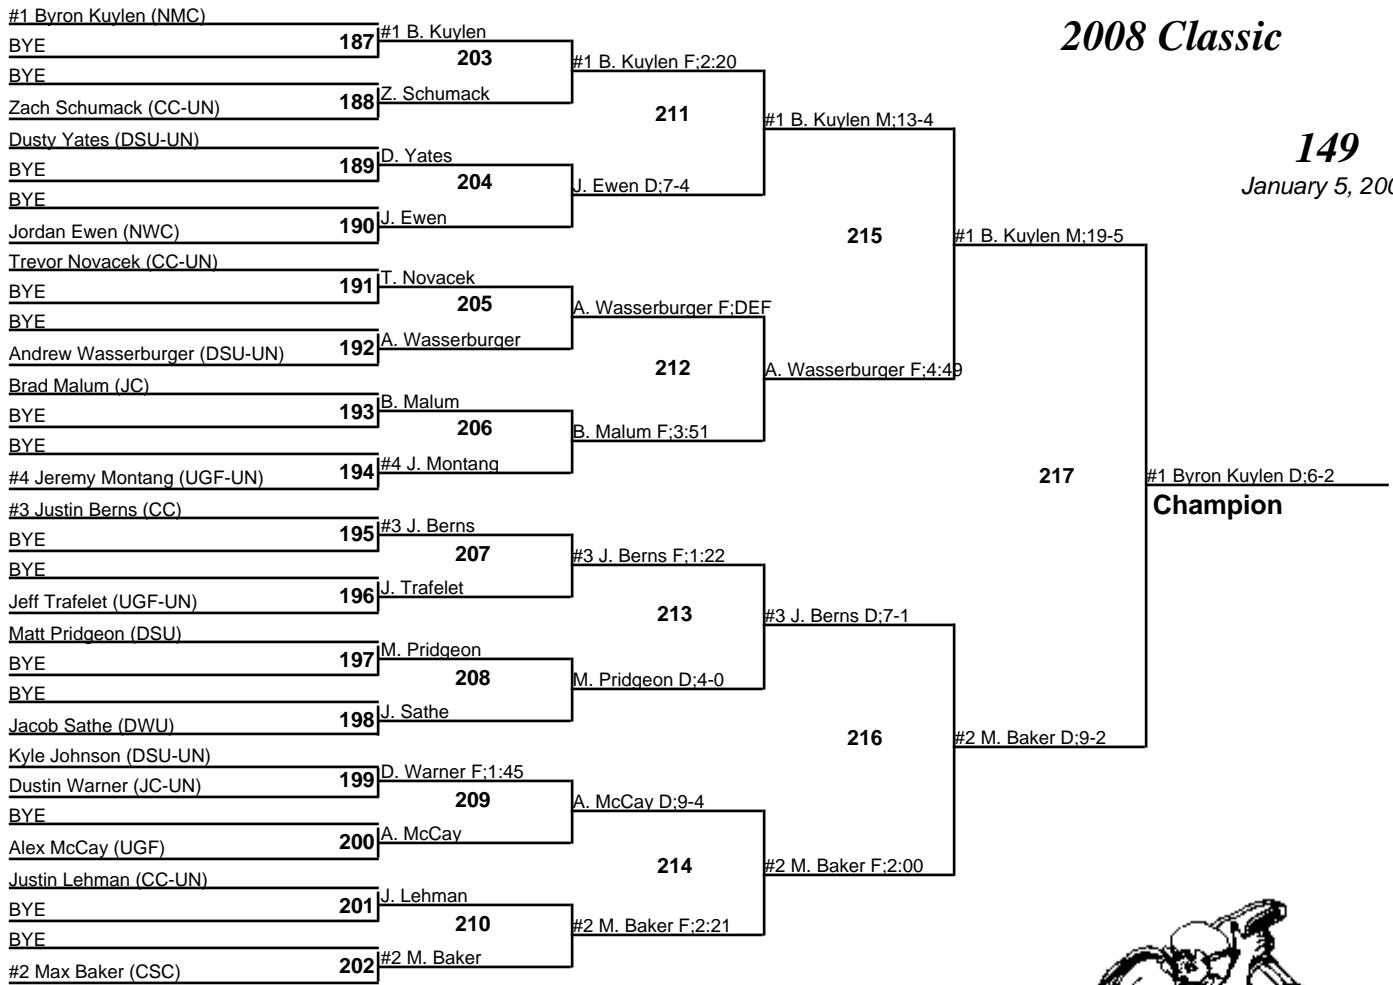 2008 Classic
149
January 5, 200
#1 Byron Kuylen (NMC)
BYE
187
BYE
Zach Schumack (CC-UN)
188
Dusty Yates (DSU-UN)
BYE
189
BYE
Jordan Ewen (NWC)
190
Trevor Novacek (CC-UN)
BYE
191
BYE
Andrew Wasserburger (DSU-UN)
192
Brad Malum (JC)
BYE
193
BYE
#4 Jeremy Montang (UGF-UN)
194
#3 Justin Berns (CC)
BYE
195
BYE
Jeff Trafelet (UGF-UN)
196
Matt Pridgeon (DSU)
BYE
197
BYE
Jacob Sathe (DWU)
198
Kyle Johnson (DSU-UN)
Dustin Warner (JC-UN)
199
BYE
Alex McCay (UGF)
200
Justin Lehman (CC-UN)
BYE
201
BYE
#2 Max Baker (CSC)
202
#1 B. Kuylen
203
Z. Schumack
D. Yates
204
J. Ewen
T. Novacek
205
A. Wasserburger
B. Malum
206
#4 J. Montang
#3 J. Berns
207
J. Trafelet
M. Pridgeon
208
J. Sathe
D. Warner F;1:45
209
A. McCay
J. Lehman
210
#2 M. Baker
#1 B. Kuylen F;2:20
211
J. Ewen D;7-4
A. Wasserburger F;DEF
212
B. Malum F;3:51
#3 J. Berns F;1:22
213
M. Pridgeon D;4-0
A. McCay D;9-4
214
#2 M. Baker F;2:21
#1 B. Kuylen M;13-4
215
A. Wasserburger F;4:49
#3 J. Berns D;7-1
216
#2 M. Baker F;2:00
#1 B. Kuylen M;19-5
217
#2 M. Baker D;9-2
#1 Byron Kuylen D;6-2
Champion